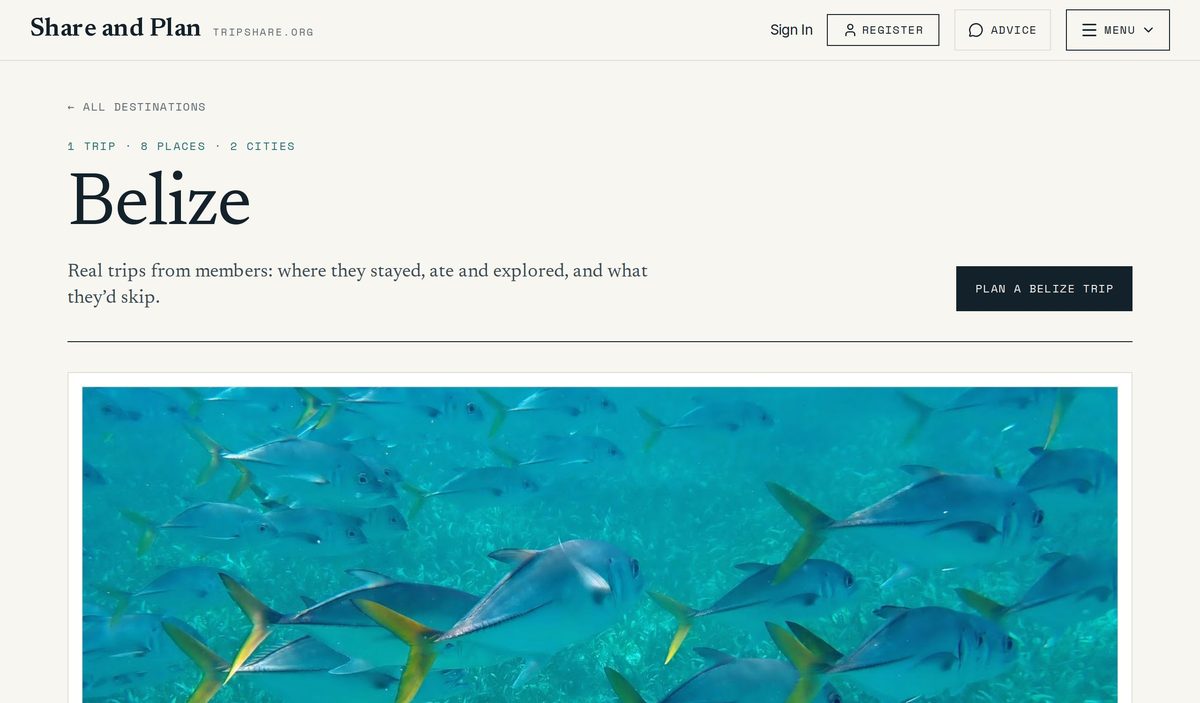 Share and Plan TRIPSHARE.ORG Sign In REGISTER ADVICE MENU
← ALL DESTINATIONS
1 TRIP · 8 PLACES · 2 CITIES
Belize
Real trips from members: where they stayed, ate and explored, and what
they’d skip.
PLAN A BELIZE TRIP